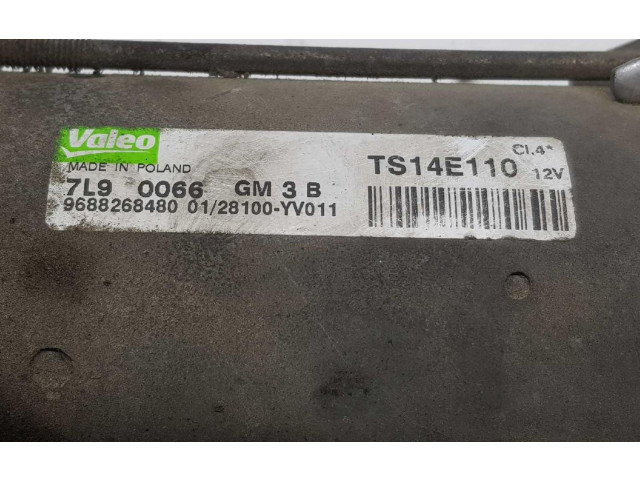 Valeo
MADE IN POLAND
7L9 0066 GM 3 B
9688268480 01/28100-YV011
TS14E110
Cl.4*
12V